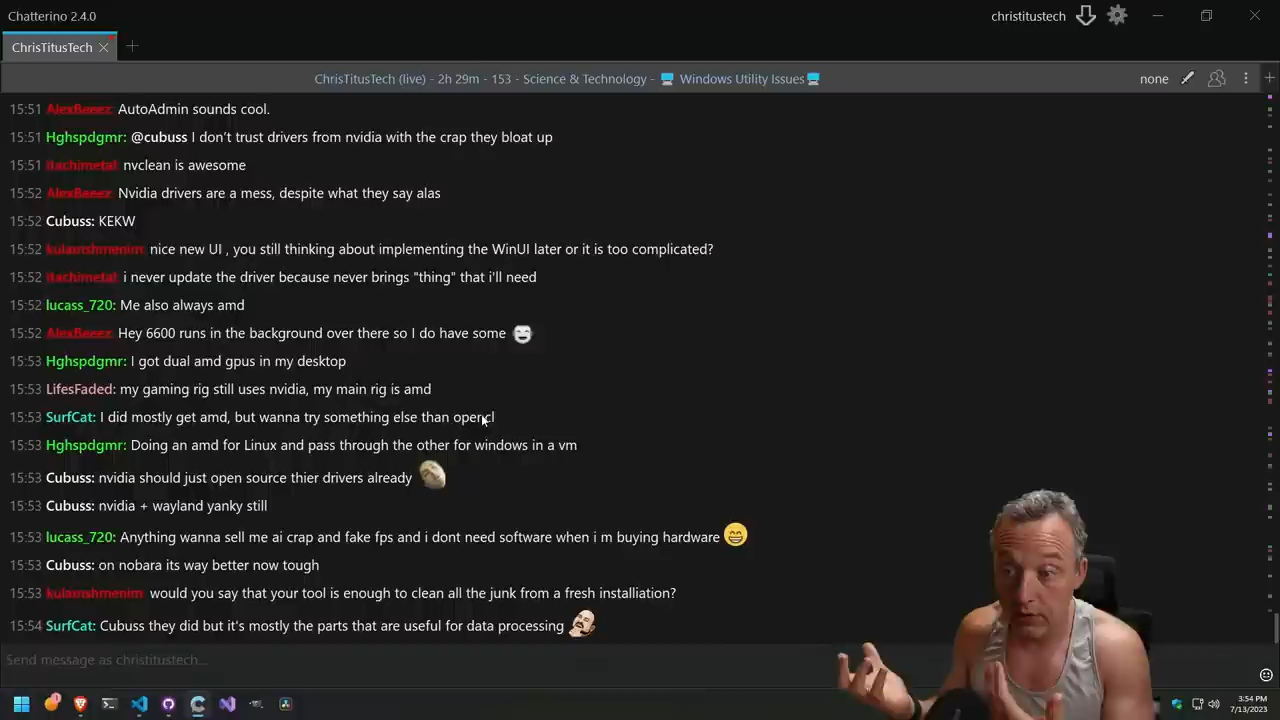 Chatterino 2.4.0
christitustech
ChrisTitusTech
ChrisTitusTech (live) - 2h 29m - 153 - Science & Technology - 💻 Windows Utility Issues💻
none
15:51 AlexBaeez: AutoAdmin sounds cool.
15:51 Hghspdgmr: @cubuss I don't trust drivers from nvidia with the crap they bloat up
15:51 itachimetal: nvclean is awesome
15:52 AlexBaeez: Nvidia drivers are a mess, despite what they say alas
15:52 Cubuss: KEKW
15:52 kulamshmenim: nice new UI , you still thinking about implementing the WinUI later or it is too complicated?
15:52 itachimetal: i never update the driver because never brings "thing" that i'll need
15:52 lucass_720: Me also always amd
15:52 AlexBaeez: Hey 6600 runs in the background over there so I do have some
15:53 Hghspdgmr: I got dual amd gpus in my desktop
15:53 LifesFaded: my gaming rig still uses nvidia, my main rig is amd
15:53 SurfCat: I did mostly get amd, but wanna try something else than opencl
15:53 Hghspdgmr: Doing an amd for Linux and pass through the other for windows in a vm
15:53 Cubuss: nvidia should just open source thier drivers already
15:53 Cubuss: nvidia + wayland yanky still
15:53 lucass_720: Anything wanna sell me ai crap and fake fps and i dont need software when i m buying hardware 😁
15:53 Cubuss: on nobara its way better now tough
15:53 kulamshmenim: would you say that your tool is enough to clean all the junk from a fresh installiation?
15:54 SurfCat: Cubuss they did but it's mostly the parts that are useful for data processing
Send message as christitustech...
3:54 PM
7/13/2023